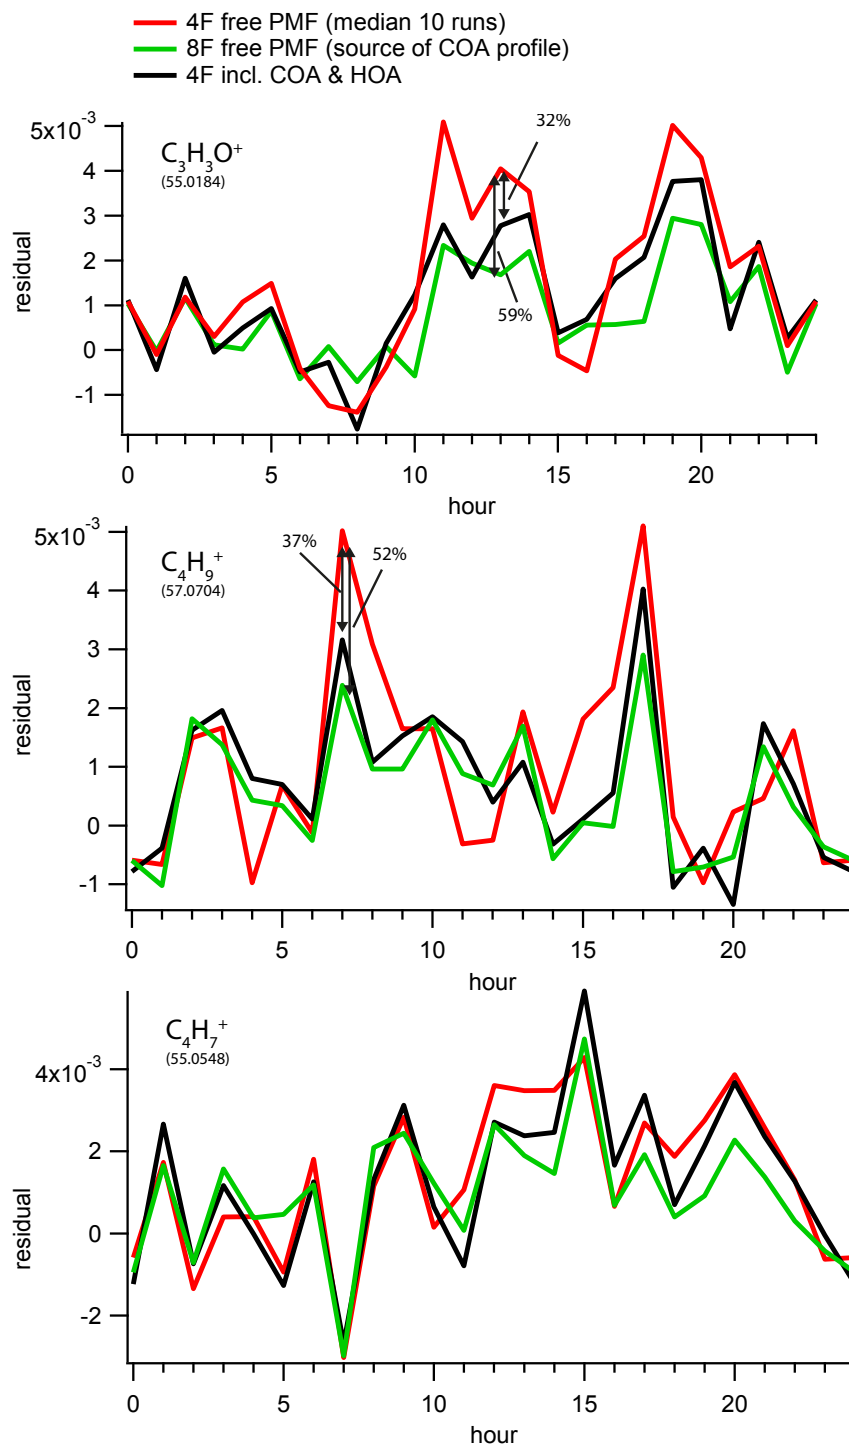 4F free PMF (median 10 runs)
8F free PMF (source of COA profile)
4F incl. COA & HOA
5x10⁻³
4
3
2
1
0
-1
residual
C₃H₃O⁺
(55.0184)
32%
59%
0 5 10 15 20
hour
5x10⁻³
4
3
2
1
0
-1
residual
C₄H₉⁺
(57.0704)
37%
52%
0 5 10 15 20
hour
4x10⁻³
2
0
-2
residual
C₄H₇⁺
(55.0548)
0 5 10 15 20
hour